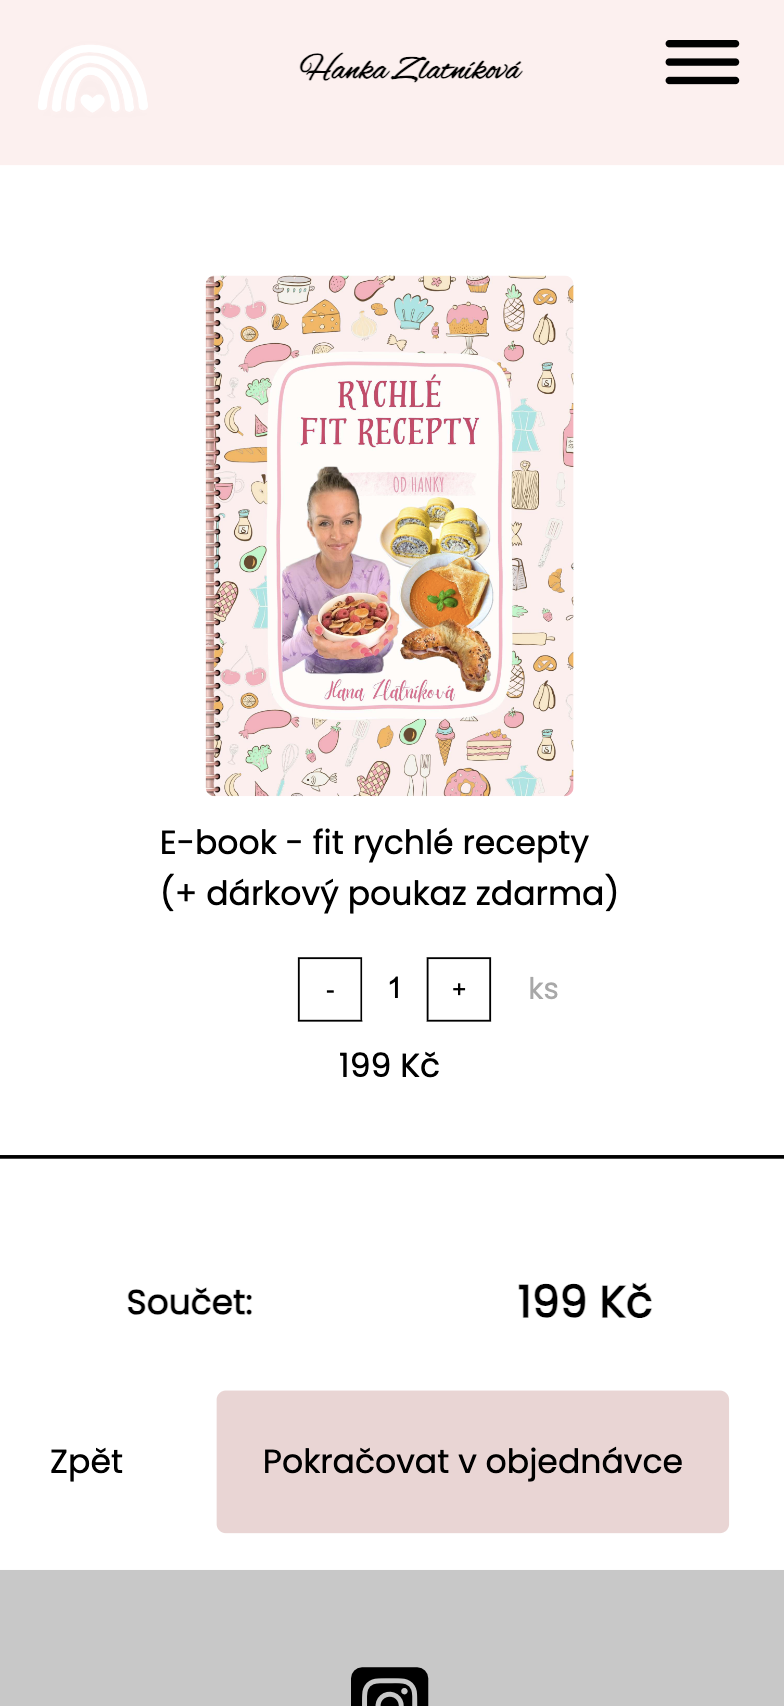 Hanka Zlatníková
RYCHLÉ
FIT RECEPTY
OD HANKY
Hana Zlatníková
E-book - fit rychlé recepty
(+ dárkový poukaz zdarma)
- 1 + ks
199 Kč
Součet: 199 Kč
Zpět Pokračovat v objednávce